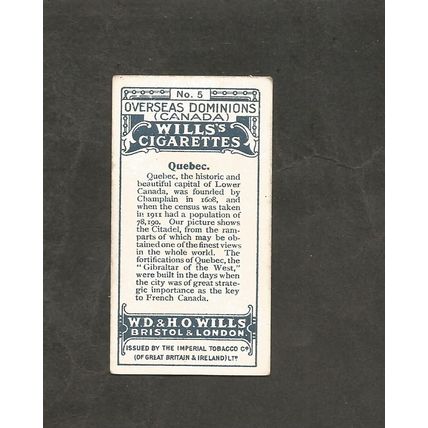 No. 5
OVERSEAS DOMINIONS
(CANADA)
WILLS'S
CIGARETTES
Quebec.
Quebec, the historic and
beautiful capital of Lower
Canada, was founded by
Champlain in 1608, and
when the census was taken
in 1911 had a population of
78,190. Our picture shows
the Citadel, from the ram-
parts of which may be ob-
tained one of the finest views
in the whole world. The
fortifications of Quebec, the
"Gibraltar of the West,"
were built in the days when
the city was of great strate-
gic importance as the key
to French Canada.
W.D. & H.O. WILLS
BRISTOL & LONDON.
ISSUED BY THE IMPERIAL TOBACCO Co
(OF GREAT BRITAIN & IRELAND) LTD.